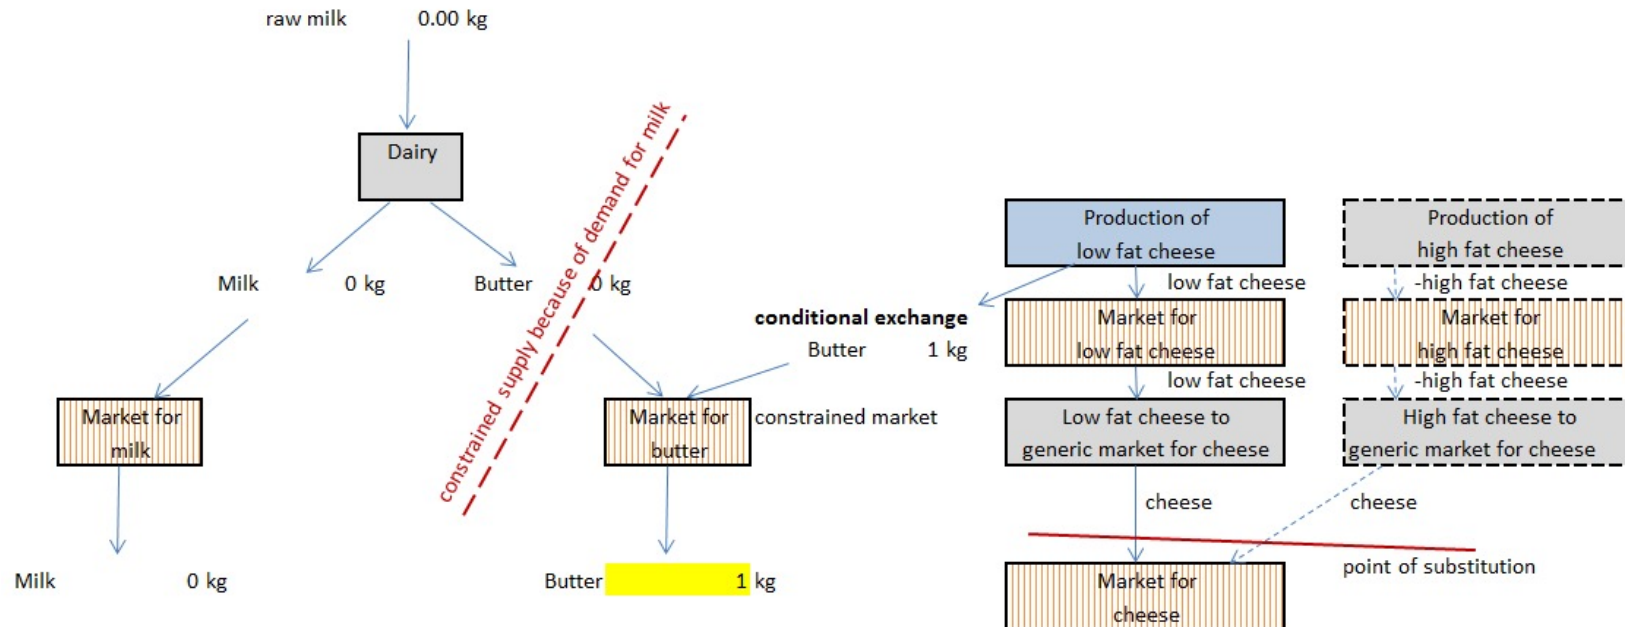 raw milk 0.00 kg
Dairy
constrained supply because of demand for milk
Milk 0 kg
Butter 0 kg
Market for
milk
Milk 0 kg
conditional exchange
Butter 1 kg
Market for
butter
constrained market
Butter 1 kg
Production of
low fat cheese
low fat cheese
Market for
low fat cheese
low fat cheese
Low fat cheese to
generic market for cheese
cheese
Production of
high fat cheese
-high fat cheese
Market for
high fat cheese
-high fat cheese
High fat cheese to
generic market for cheese
cheese
point of substitution
Market for
cheese